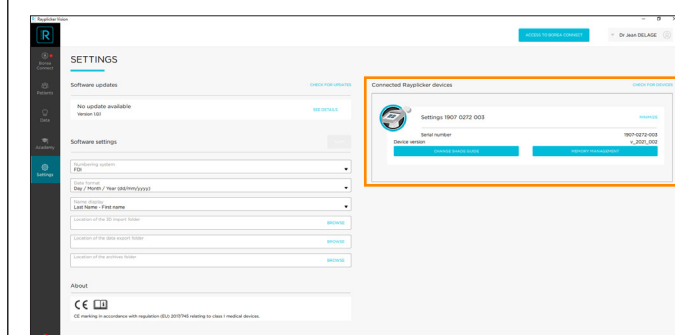 Rayplicker Vision
R
ACCESS TO BOREA CONNECT
Dr Jean DELAGE
Borea
Connect
Patients
Data
Academy
Settings
SETTINGS
Software updates
CHECK FOR UPDATES
No update available
Version 1.0.1
SEE DETAILS
Software settings
Numbering system
FDI
Date format
Day / Month / Year (dd/mm/yyyy)
Name display
Last Name - First name
Location of the 3D import folder
BROWSE
Location of the data export folder
BROWSE
Location of the archives folder
BROWSE
About
CE marking in accordance with regulation (EU) 2017/745 relating to class I medical devices.
Connected Rayplicker devices
CHECK FOR DEVICES
Settings 1907 0272 003
Serial number
1907-0272-003
Device version
v_2021_002
CHANGE SHADE GUIDE
MEMORY MANAGEMENT